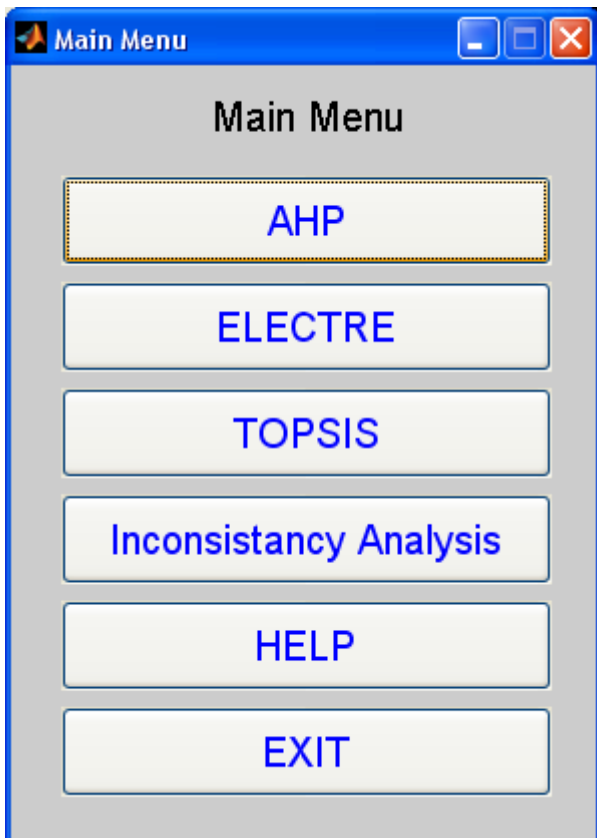 Main Menu
Main Menu
AHP
ELECTRE
TOPSIS
Inconsistancy Analysis
HELP
EXIT